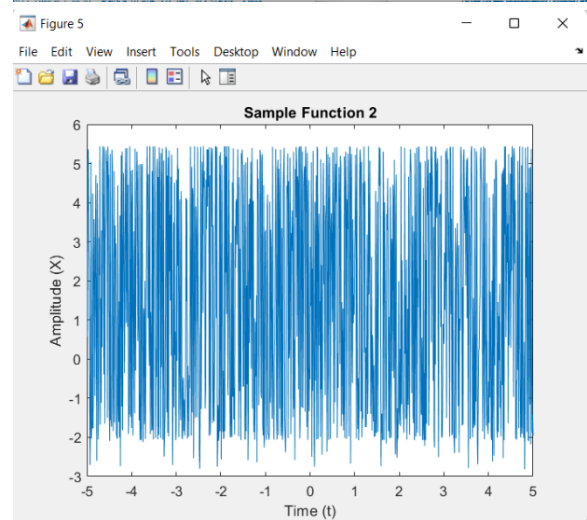 Figure 5
File Edit View Insert Tools Desktop Window Help
Sample Function 2
6
5
4
3
2
1
0
-1
-2
-3
Amplitude (X)
-5 -4 -3 -2 -1 0 1 2 3 4 5
Time (t)